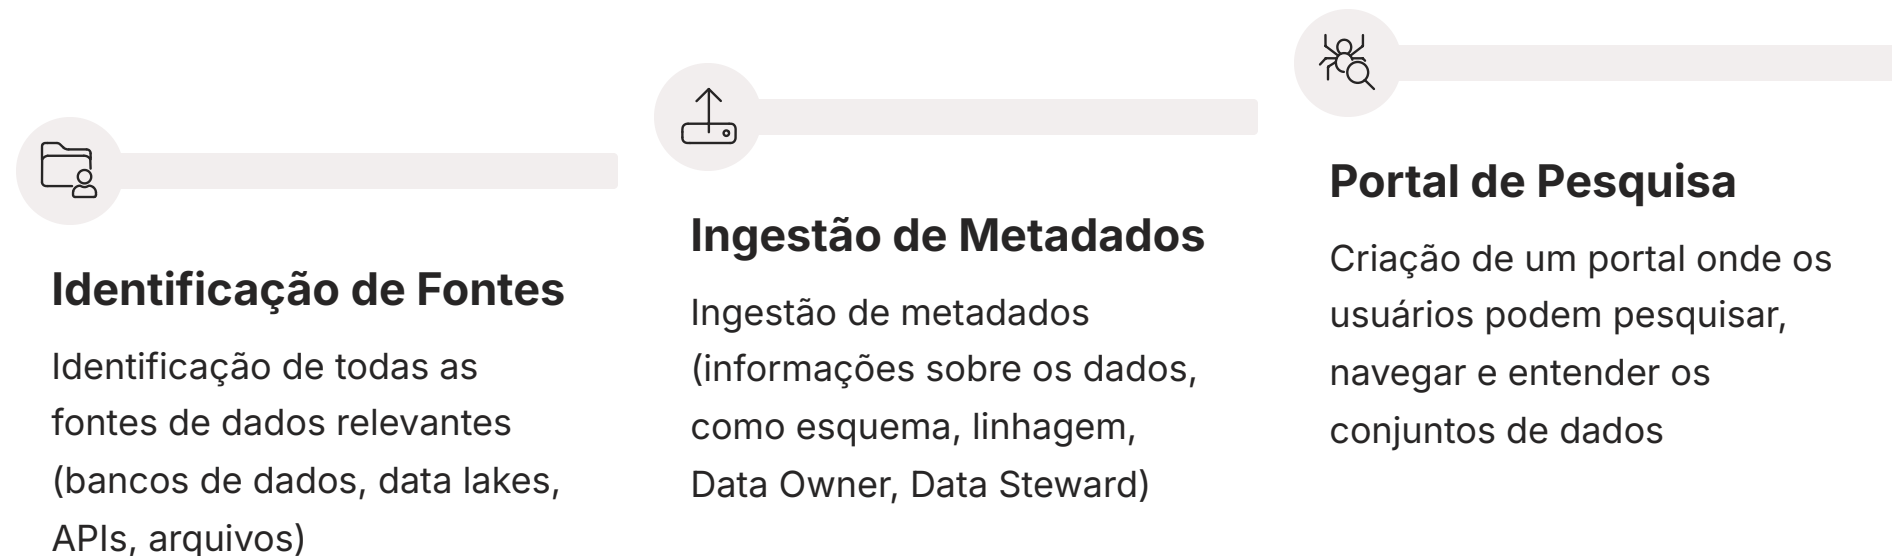 Identificação de Fontes
Identificação de todas as
fontes de dados relevantes
(bancos de dados, data lakes,
APIs, arquivos)
Ingestão de Metadados
Ingestão de metadados
(informações sobre os dados,
como esquema, linhagem,
Data Owner, Data Steward)
Portal de Pesquisa
Criação de um portal onde os
usuários podem pesquisar,
navegar e entender os
conjuntos de dados